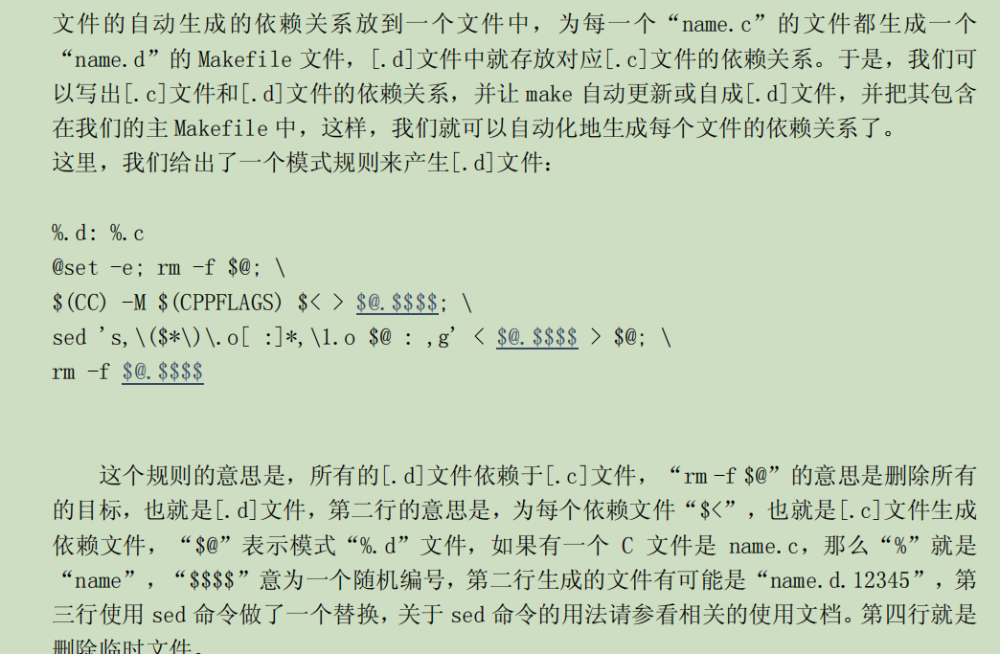 文件的自动生成的依赖关系放到一个文件中，为每一个“name.c”的文件都生成一个
“name.d”的 Makefile 文件，[.d]文件中就存放对应[.c]文件的依赖关系。于是，我们可
以写出[.c]文件和[.d]文件的依赖关系，并让 make 自动更新或自成[.d]文件，并把其包含
在我们的主 Makefile 中，这样，我们就可以自动化地生成每个文件的依赖关系了。
这里，我们给出了一个模式规则来产生[.d]文件：
%.d: %.c
@set -e; rm -f $@; \
$(CC) -M $(CPPFLAGS) $< > $@.$$$$; \
sed 's,\($*\)\.o[ :]*,\1.o $@ : ,g' < $@.$$$$ > $@; \
rm -f $@.$$$$
这个规则的意思是，所有的[.d]文件依赖于[.c]文件，“rm -f $@”的意思是删除所有
的目标，也就是[.d]文件，第二行的意思是，为每个依赖文件“$<”，也就是[.c]文件生成
依赖文件，“$@”表示模式“%.d”文件，如果有一个 C 文件是 name.c，那么“%”就是
“name”，“$$$$”意为一个随机编号，第二行生成的文件有可能是“name.d.12345”，第
三行使用 sed 命令做了一个替换，关于 sed 命令的用法请参看相关的使用文档。第四行就是
删除临时文件。